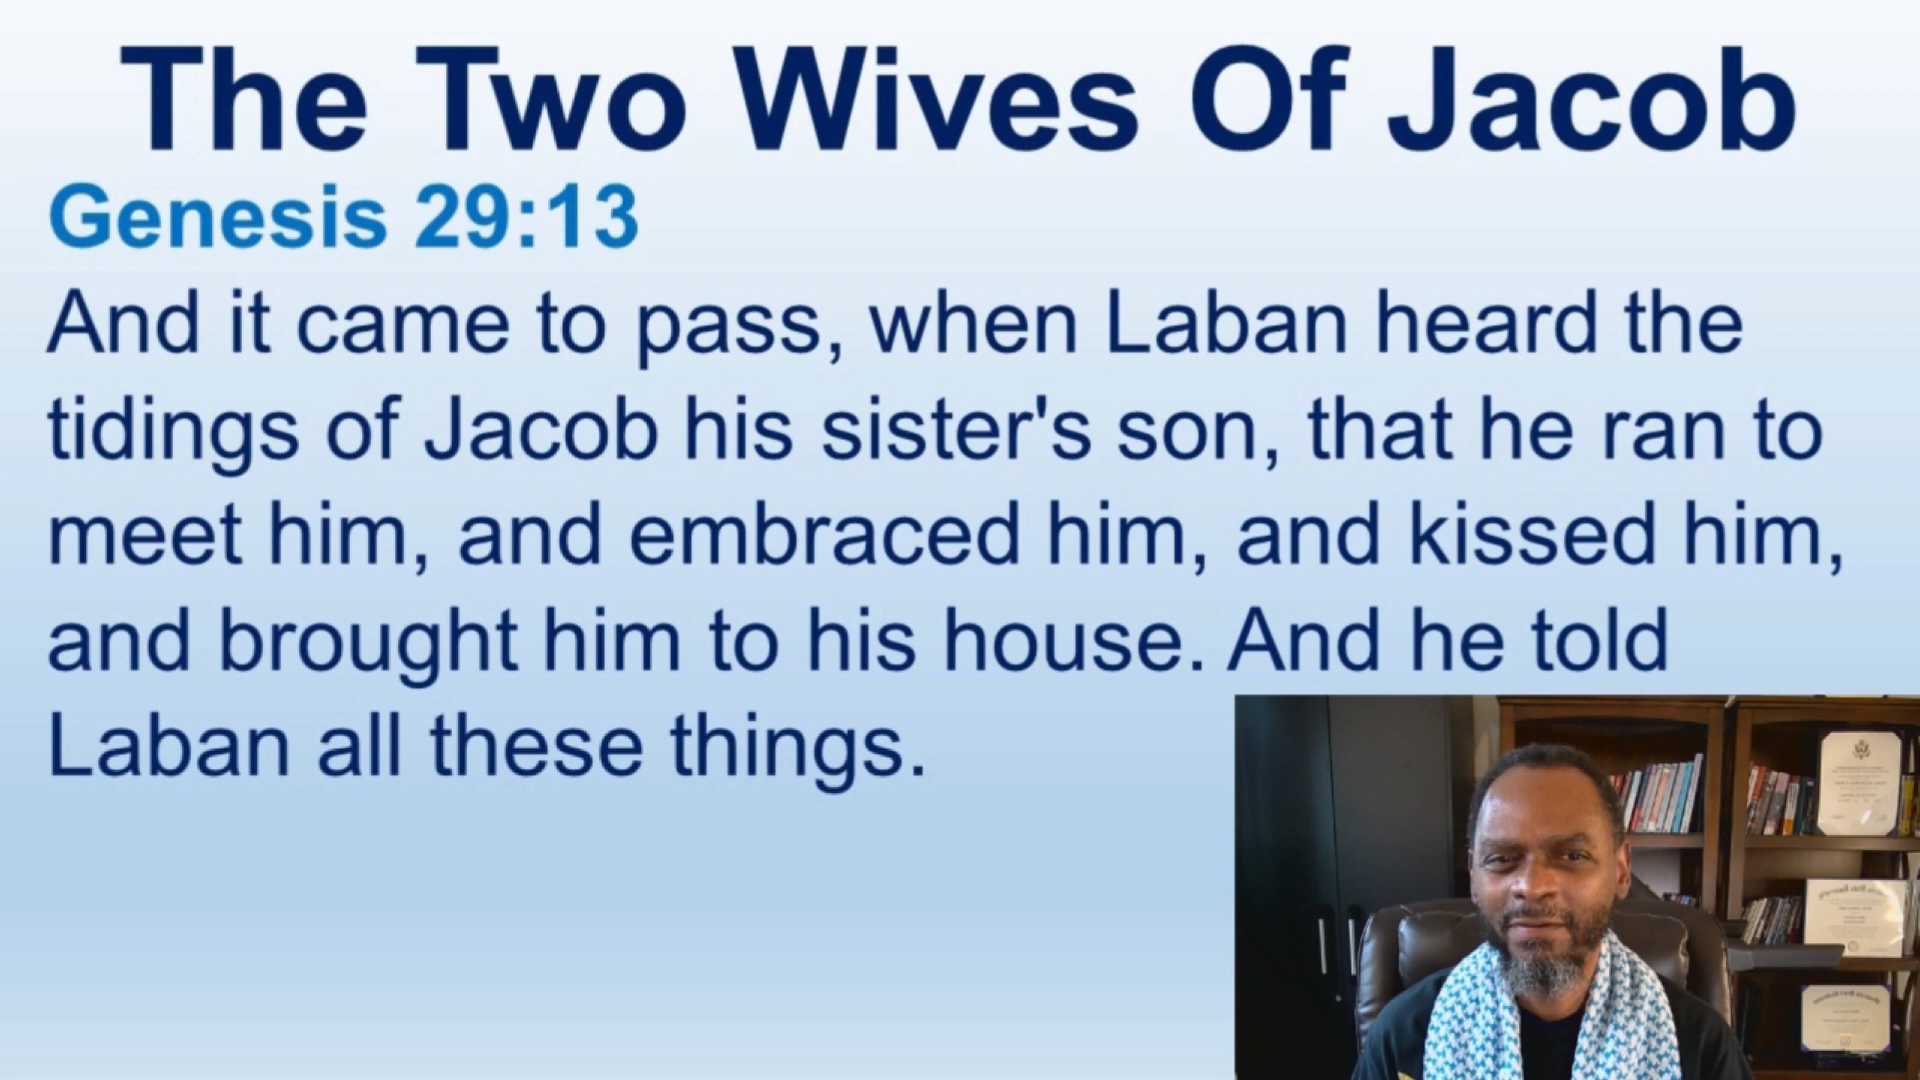 The Two Wives Of Jacob
Genesis 29:13
And it came to pass, when Laban heard the
tidings of Jacob his sister's son, that he ran to
meet him, and embraced him, and kissed him,
and brought him to his house. And he told
Laban all these things.